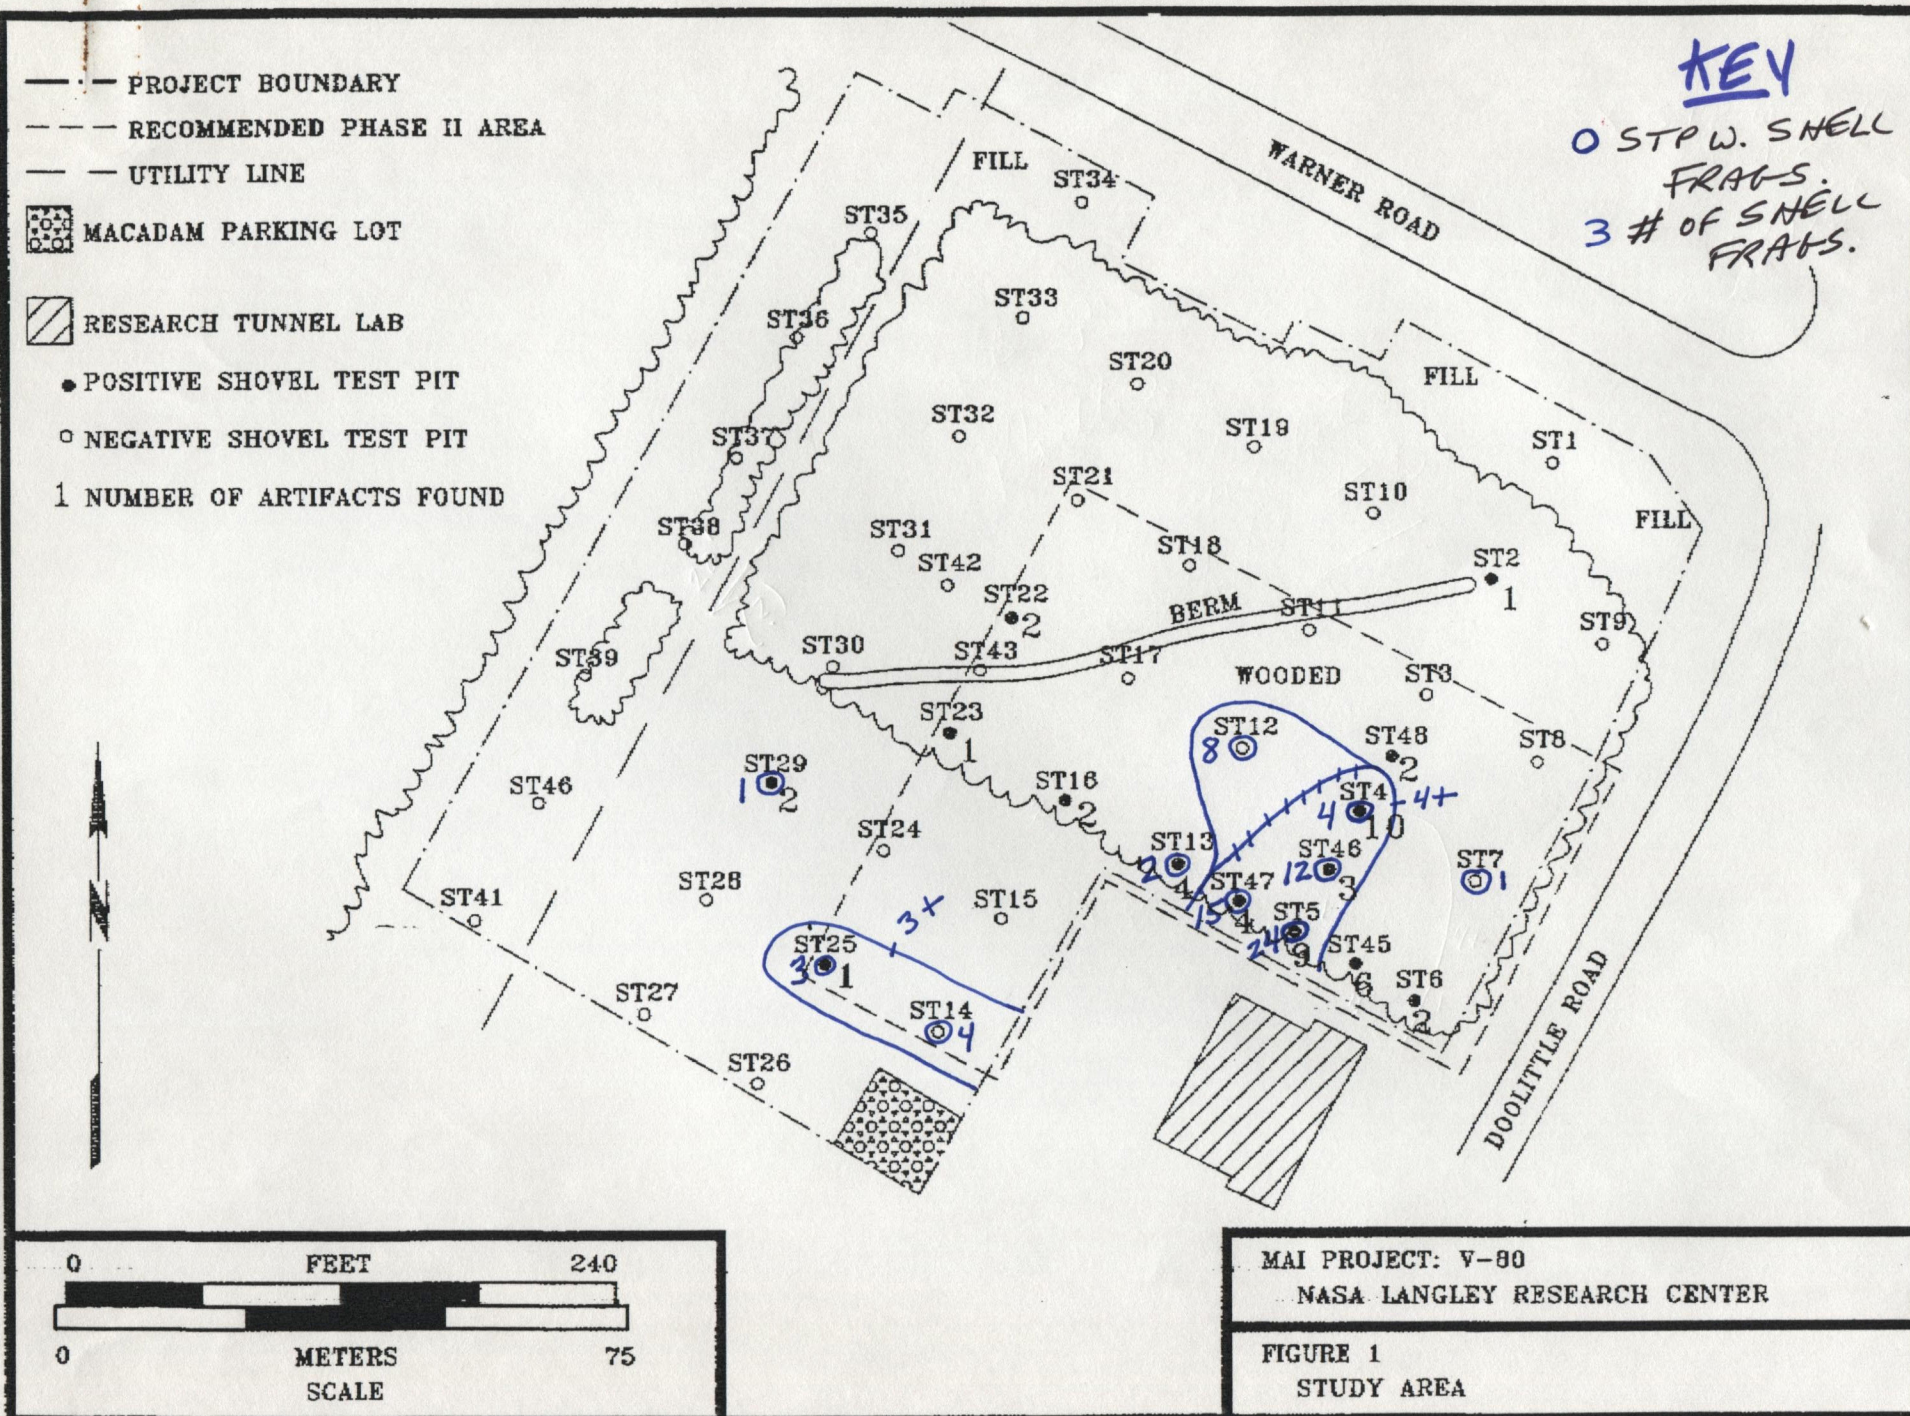 PROJECT BOUNDARY
RECOMMENDED PHASE II AREA
UTILITY LINE
MACADAM PARKING LOT
RESEARCH TUNNEL LAB
POSITIVE SHOVEL TEST PIT
NEGATIVE SHOVEL TEST PIT
1 NUMBER OF ARTIFACTS FOUND
KEY
O STP W. SHELL
FRAGS.
3 # OF SHELL
FRAGS.
WARNER ROAD
FILL
ST34
ST35
ST33
ST36
ST20
FILL
ST32
ST19
ST1
ST37
ST21
ST10
FILL
ST38
ST31
ST18
ST42
ST2
1
ST22
2
BERM
ST11
ST9
ST30
ST43
ST17
WOODED
ST3
ST39
ST23
1
ST12
8
ST48
2
ST8
ST29
1 2
ST46
ST16
2
ST4
4 10
4+
ST24
ST13
2 4
ST46
12 3
ST7
1
ST28
ST47
15 4
ST41
ST15
3+
ST5
24 9
ST25
3 1
ST45
6
ST27
ST14
4
ST6
2
ST26
DOOLITTLE ROAD
N
0 FEET 240
0 METERS 75
SCALE
MAI PROJECT: V-80
NASA LANGLEY RESEARCH CENTER
FIGURE 1
STUDY AREA